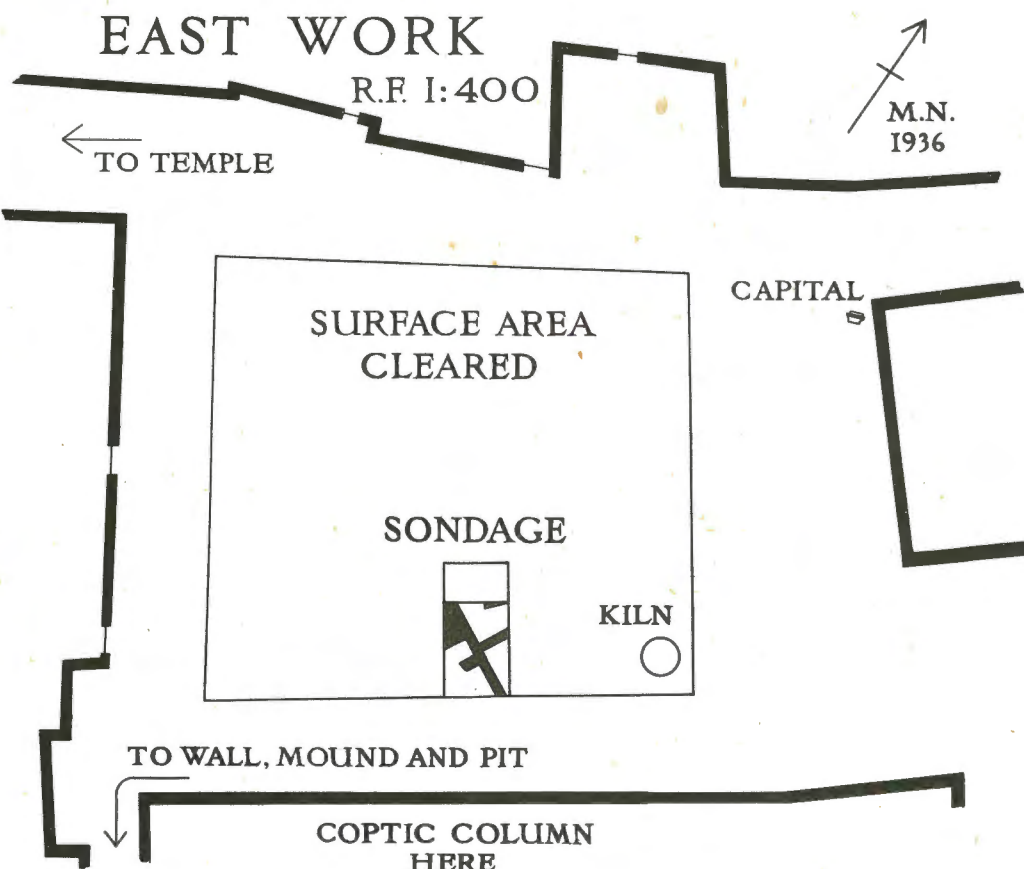 EAST WORK
R.F. 1:400
TO TEMPLE
M.N.
1936
CAPITAL
SURFACE AREA
CLEARED
SONDAGE
KILN
TO WALL, MOUND AND PIT
COPTIC COLUMN
HERE